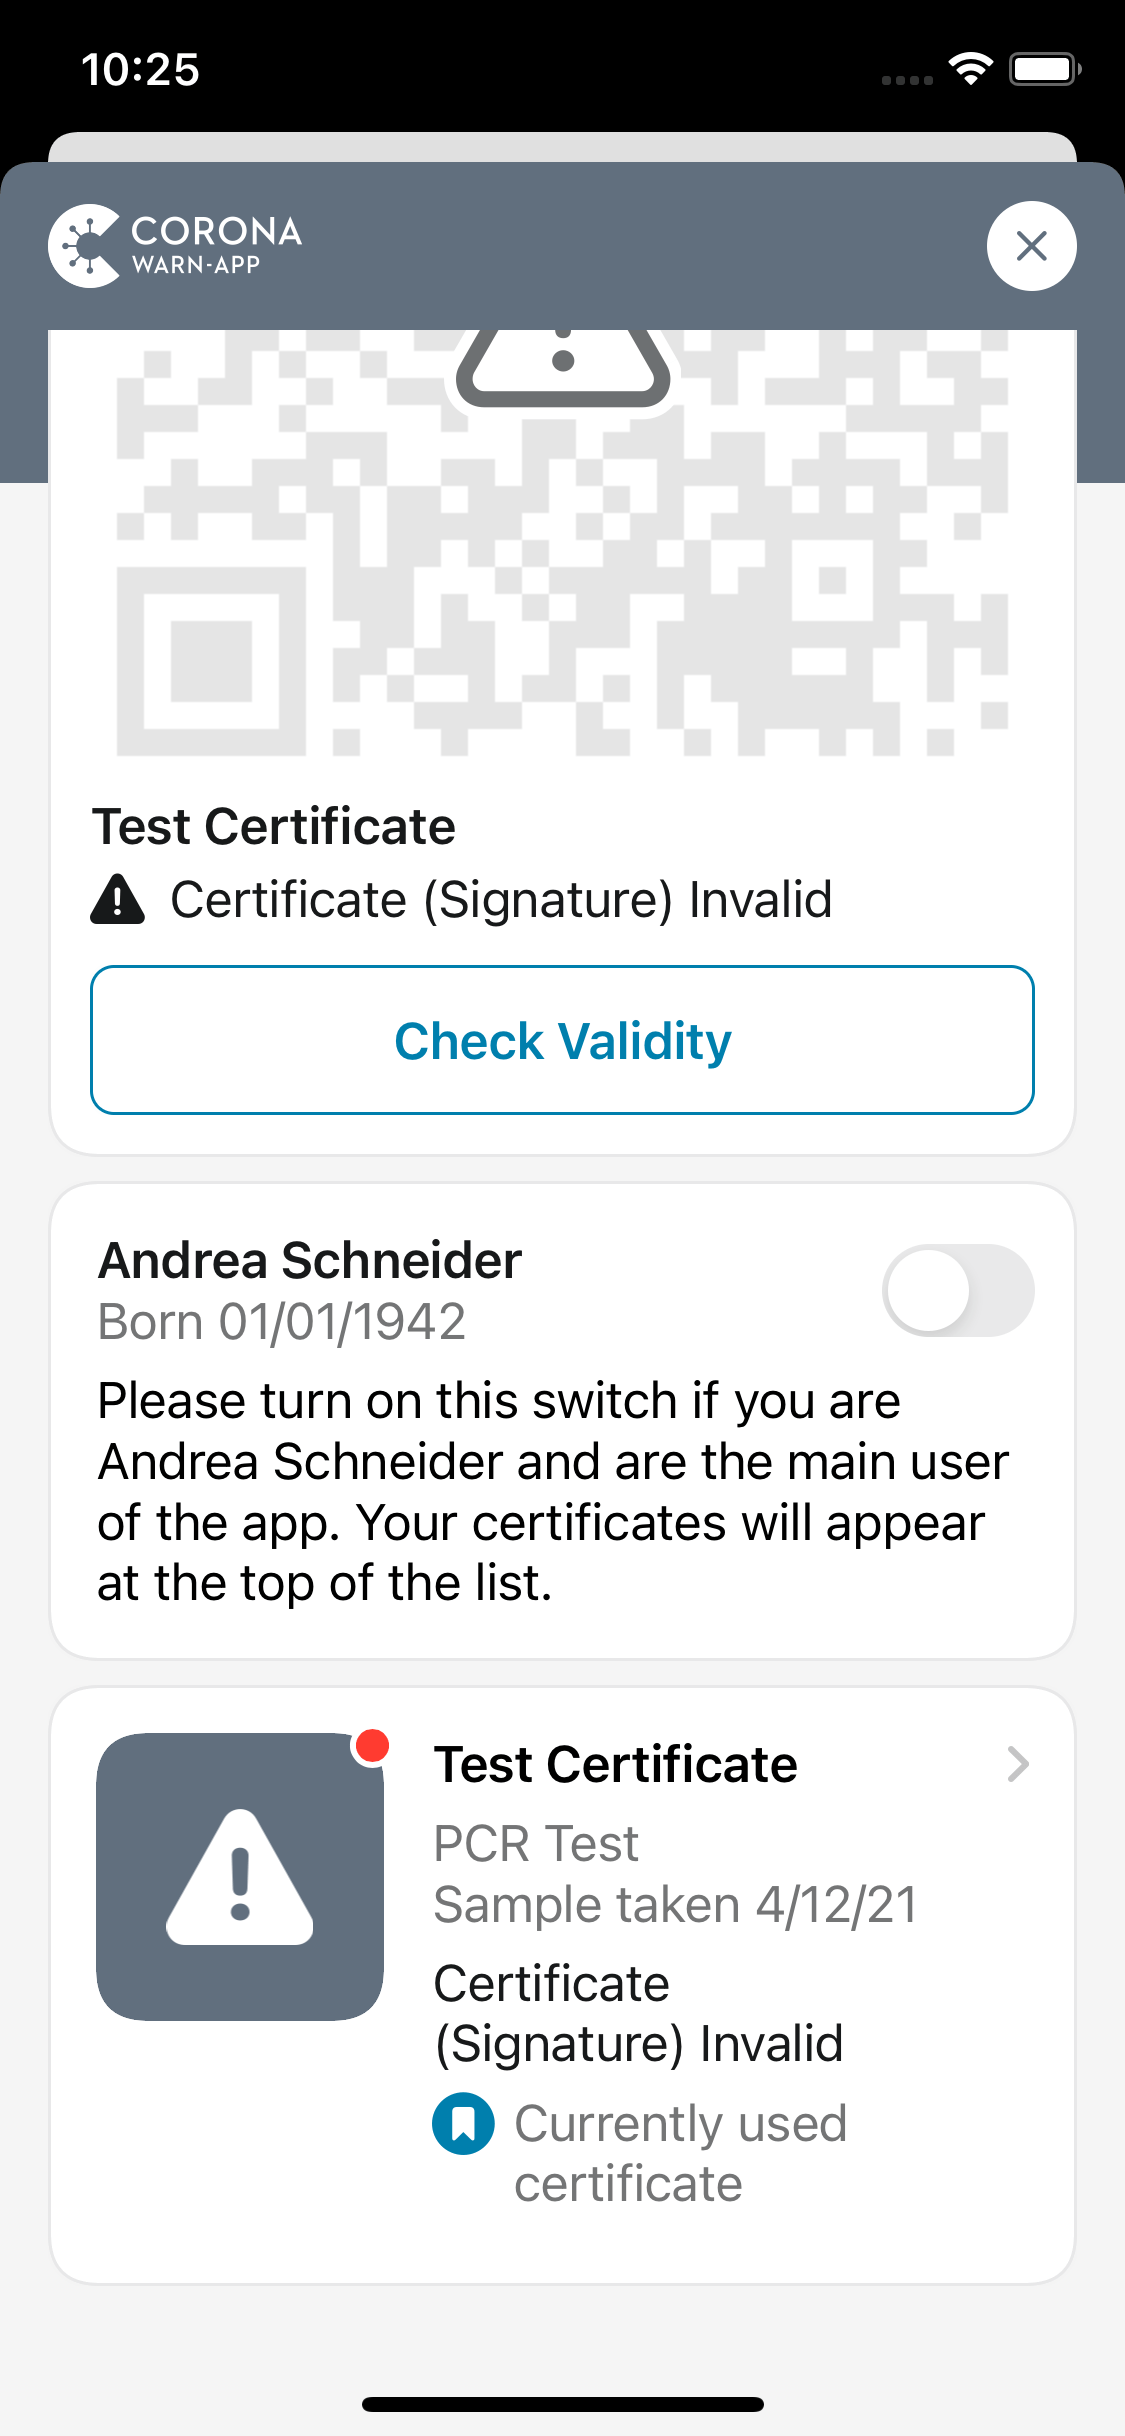 10:25
CORONA
WARN-APP
Test Certificate
Certificate (Signature) Invalid
Check Validity
Andrea Schneider
Born 01/01/1942
Please turn on this switch if you are
Andrea Schneider and are the main user
of the app. Your certificates will appear
at the top of the list.
Test Certificate
PCR Test
Sample taken 4/12/21
Certificate
(Signature) Invalid
Currently used
certificate